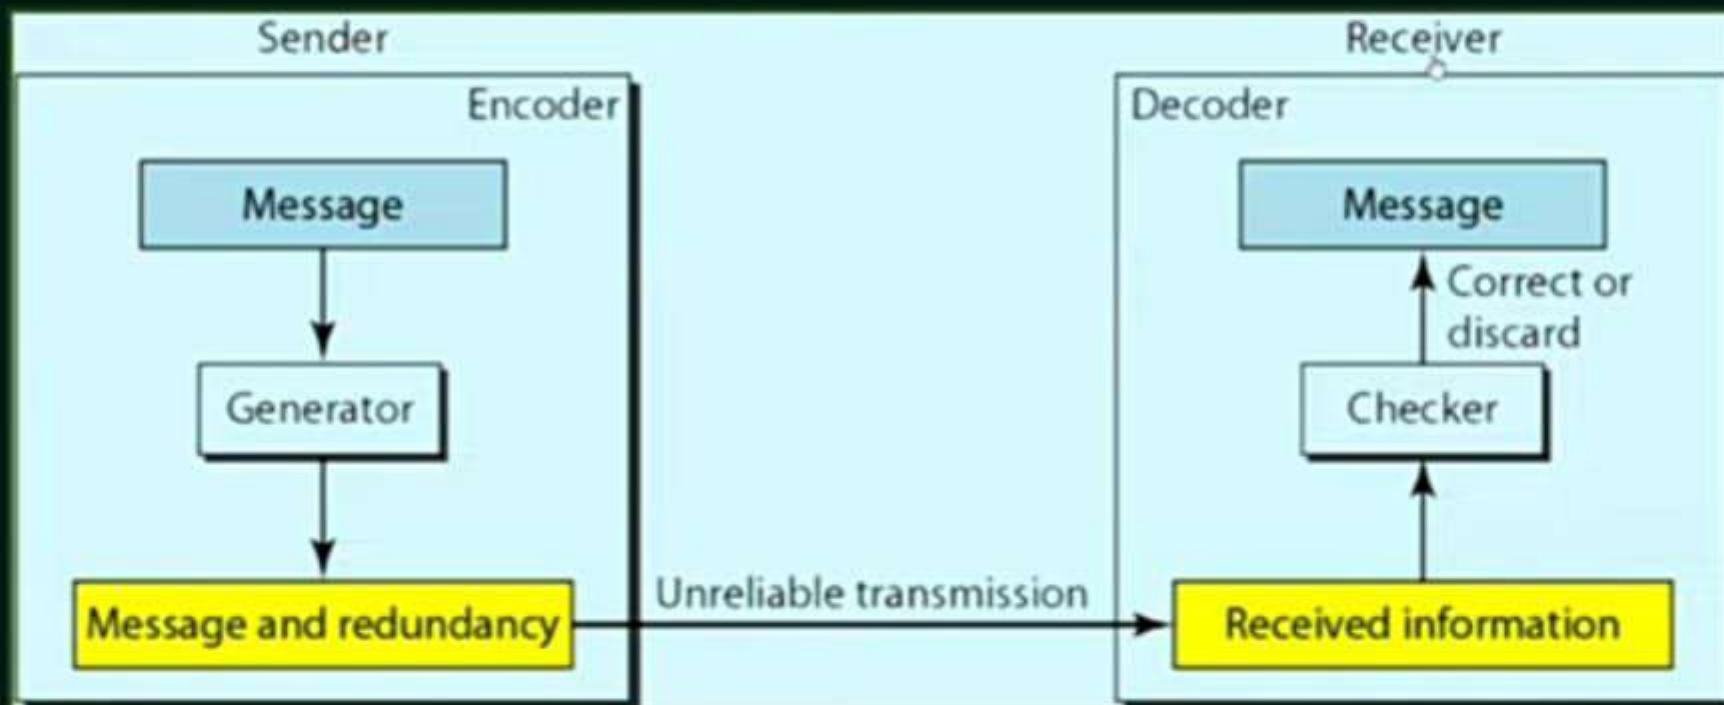 Sender
Encoder
Message
Generator
Message and redundancy
Unreliable transmission
Receiver
Decoder
Message
Correct or
discard
Checker
Received information